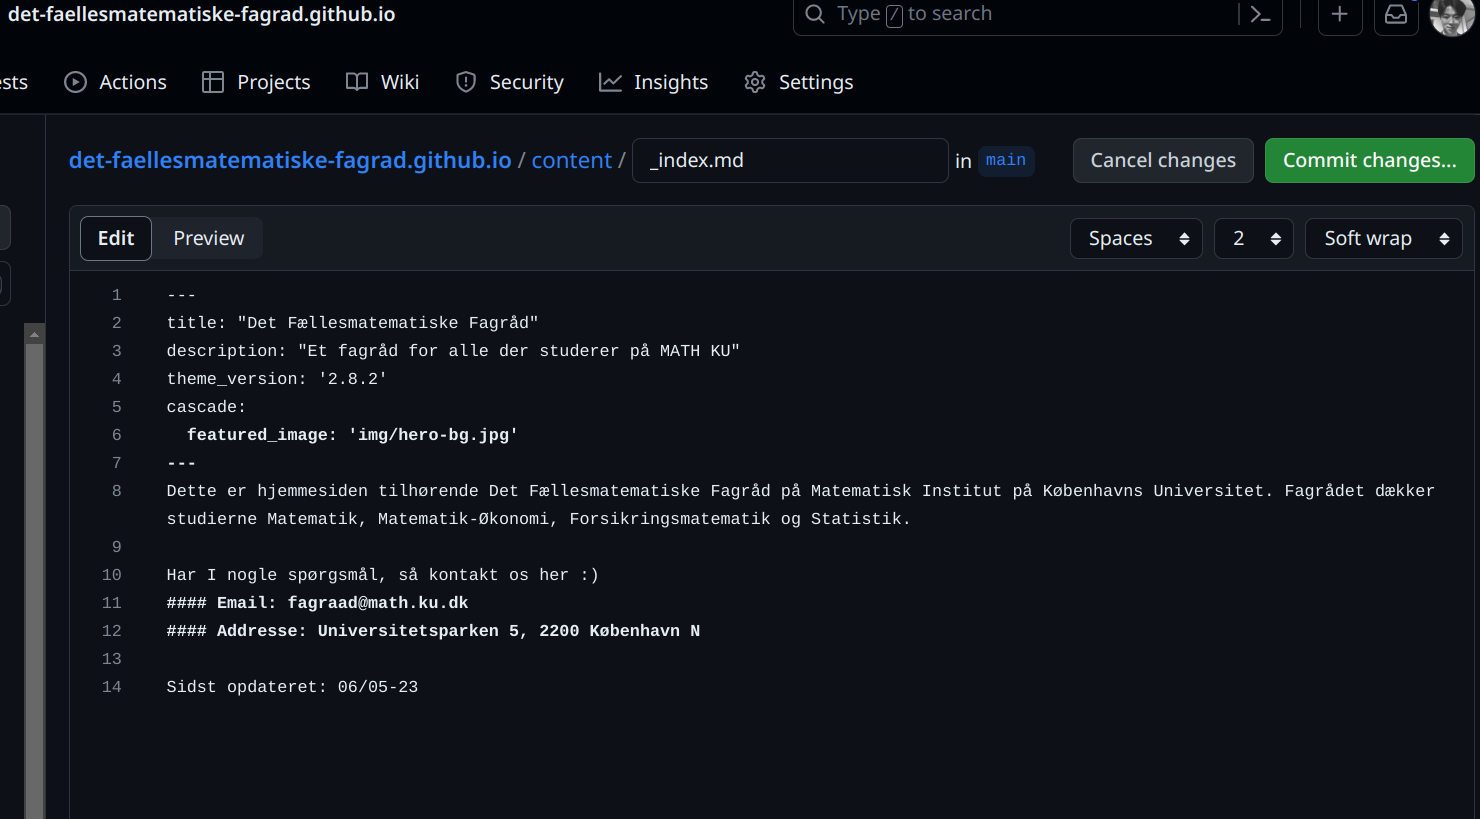 det-faellesmatematiske-fagrad.github.io
Type / to search
Actions
Projects
Wiki
Security
Insights
Settings
det-faellesmatematiske-fagrad.github.io / content / _index.md in main
Cancel changes
Commit changes...
Edit
Preview
Spaces
2
Soft wrap
1 ---
2 title: "Det Fællesmatematiske Fagråd"
3 description: "Et fagråd for alle der studerer på MATH KU"
4 theme_version: '2.8.2'
5 cascade:
6 featured_image: 'img/hero-bg.jpg'
7 ---
8 Dette er hjemmesiden tilhørende Det Fællesmatematiske Fagråd på Matematisk Institut på Københavns Universitet. Fagrådet dækker
studierne Matematik, Matematik-Økonomi, Forsikringsmatematik og Statistik.
9
10 Har I nogle spørgsmål, så kontakt os her :)
11 #### Email: fagraad@math.ku.dk
12 #### Addresse: Universitetsparken 5, 2200 København N
13
14 Sidst opdateret: 06/05-23